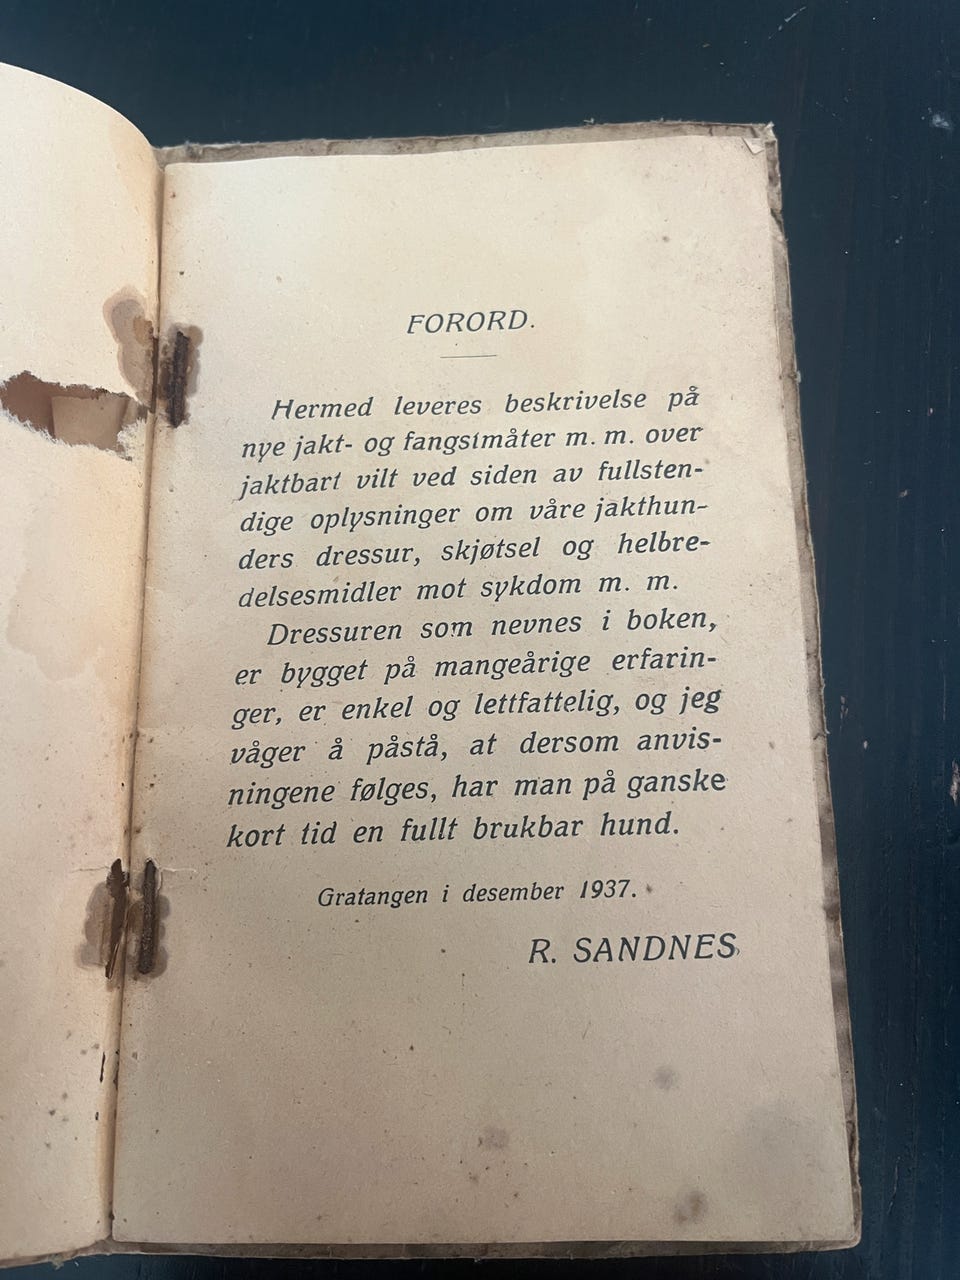 FORORD.
Hermed leveres beskrivelse på
nye jakt- og fangstmåter m. m. over
jaktbart vilt ved siden av fullsten-
dige oplysninger om våre jakthun-
ders dressur, skjøtsel og helbre-
delsesmidler mot sykdom m. m.
Dressuren som nevnes i boken,
er bygget på mangeårige erfarin-
ger, er enkel og lettfattelig, og jeg
våger å påstå, at dersom anvis-
ningene følges, har man på ganske
kort tid en fullt brukbar hund.
Gratangen i desember 1937.
R. SANDNES